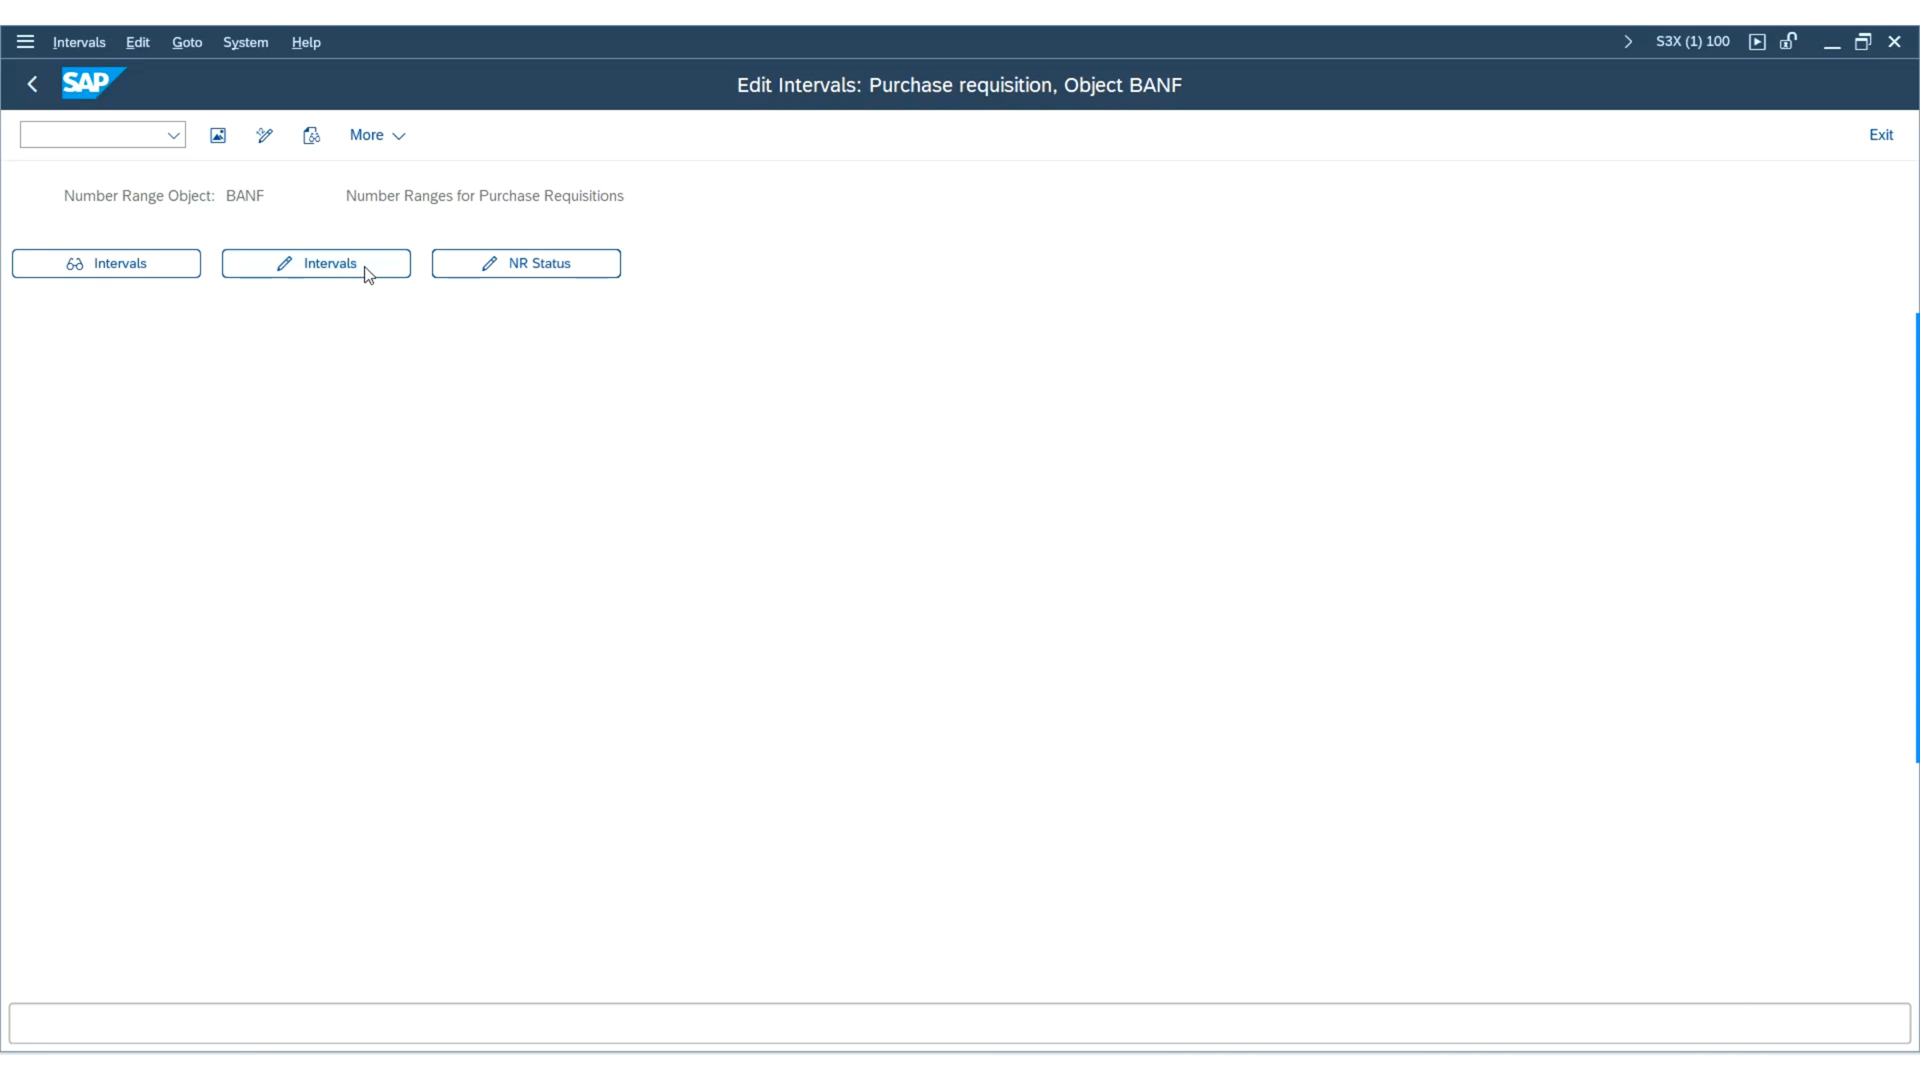 Intervals Edit Goto System Help S3X (1) 100
SAP Edit Intervals: Purchase requisition, Object BANF
More Exit
Number Range Object: BANF Number Ranges for Purchase Requisitions
Intervals Intervals NR Status